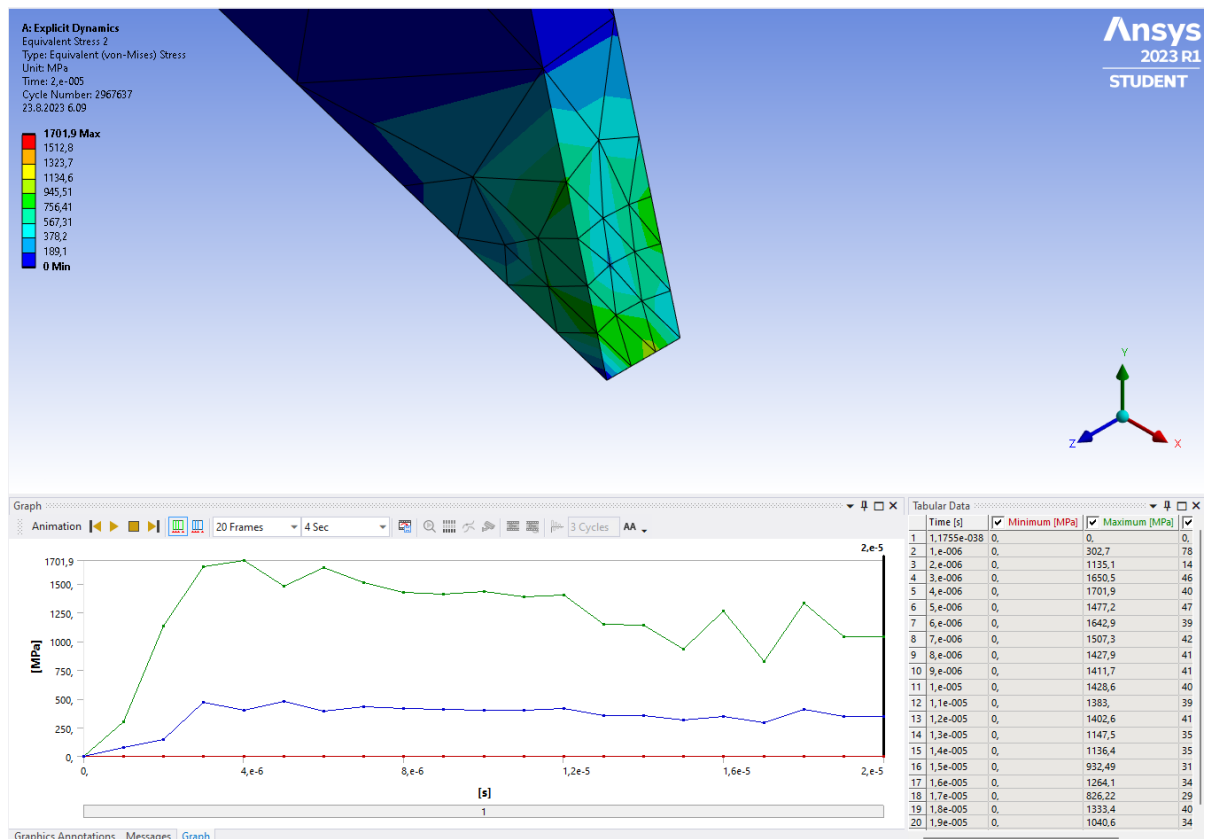 A: Explicit Dynamics
Equivalent Stress 2
Type: Equivalent (von-Mises) Stress
Unit: MPa
Time: 2,e-005
Cycle Number: 2967637
23.8.2023 6.09
1701,9 Max
1512,8
1323,7
1134,6
945,51
756,41
567,31
378,2
189,1
0 Min
Ansys
2023 R1
STUDENT
Y
Z
X
Graph
Animation 20 Frames 4 Sec 3 Cycles AA
2,e-5
1701,9
1500,
1250,
1000,
750,
500,
250,
0,
[MPa]
0, 4,e-6 8,e-6 1,2e-5 1,6e-5 2,e-5
[s]
1
Graphics Annotations Messages Graph
Tabular Data
Time [s] Minimum [MPa] Maximum [MPa]
1 1,1755e-038 0, 0, 0,
2 1,e-006 0, 302,7 78
3 2,e-006 0, 1135,1 14
4 3,e-006 0, 1650,5 46
5 4,e-006 0, 1701,9 40
6 5,e-006 0, 1477,2 47
7 6,e-006 0, 1642,9 39
8 7,e-006 0, 1507,3 42
9 8,e-006 0, 1427,9 41
10 9,e-006 0, 1411,7 41
11 1,e-005 0, 1428,6 40
12 1,1e-005 0, 1383, 39
13 1,2e-005 0, 1402,6 41
14 1,3e-005 0, 1147,5 35
15 1,4e-005 0, 1136,4 35
16 1,5e-005 0, 932,49 31
17 1,6e-005 0, 1264,1 34
18 1,7e-005 0, 826,22 29
19 1,8e-005 0, 1333,4 40
20 1,9e-005 0, 1040,6 34